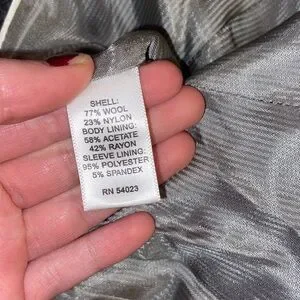 SHELL:
77% WOOL
23% NYLON
BODY LINING:
58% ACETATE
42% RAYON
SLEEVE LINING:
95% POLYESTER
5% SPANDEX
RN 54023